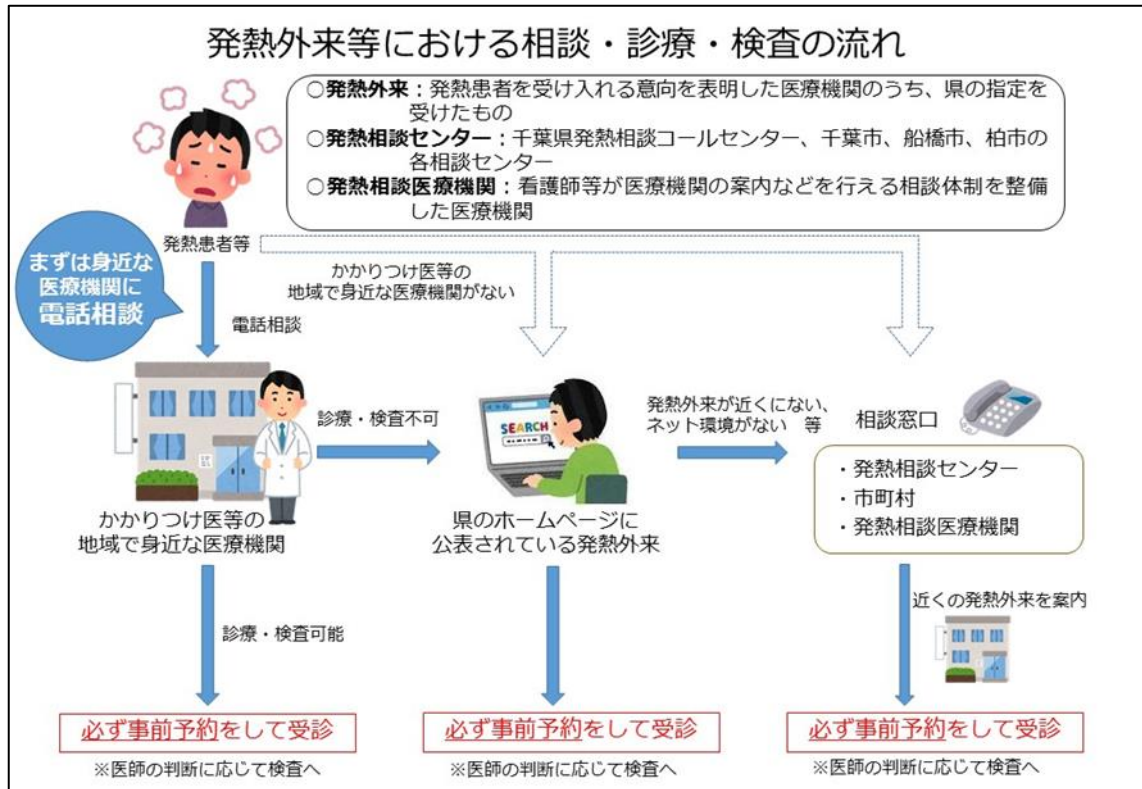 発熱外来等における相談・診療・検査の流れ
○発熱外来：発熱患者を受け入れる意向を表明した医療機関のうち、県の指定を
受けたもの
○発熱相談センター：千葉県発熱相談コールセンター、千葉市、船橋市、柏市の
各相談センター
○発熱相談医療機関：看護師等が医療機関の案内などを行える相談体制を整備
した医療機関
発熱患者等
まずは身近な
医療機関に
電話相談
かかりつけ医等の
地域で身近な医療機関がない
電話相談
診療・検査不可
SEARCH
発熱外来が近くにない、
ネット環境がない 等
相談窓口
・発熱相談センター
・市町村
・発熱相談医療機関
かかりつけ医等の
地域で身近な医療機関
県のホームページに
公表されている発熱外来
近くの発熱外来を案内
診療・検査可能
必ず事前予約をして受診
※医師の判断に応じて検査へ
必ず事前予約をして受診
※医師の判断に応じて検査へ
必ず事前予約をして受診
※医師の判断に応じて検査へ